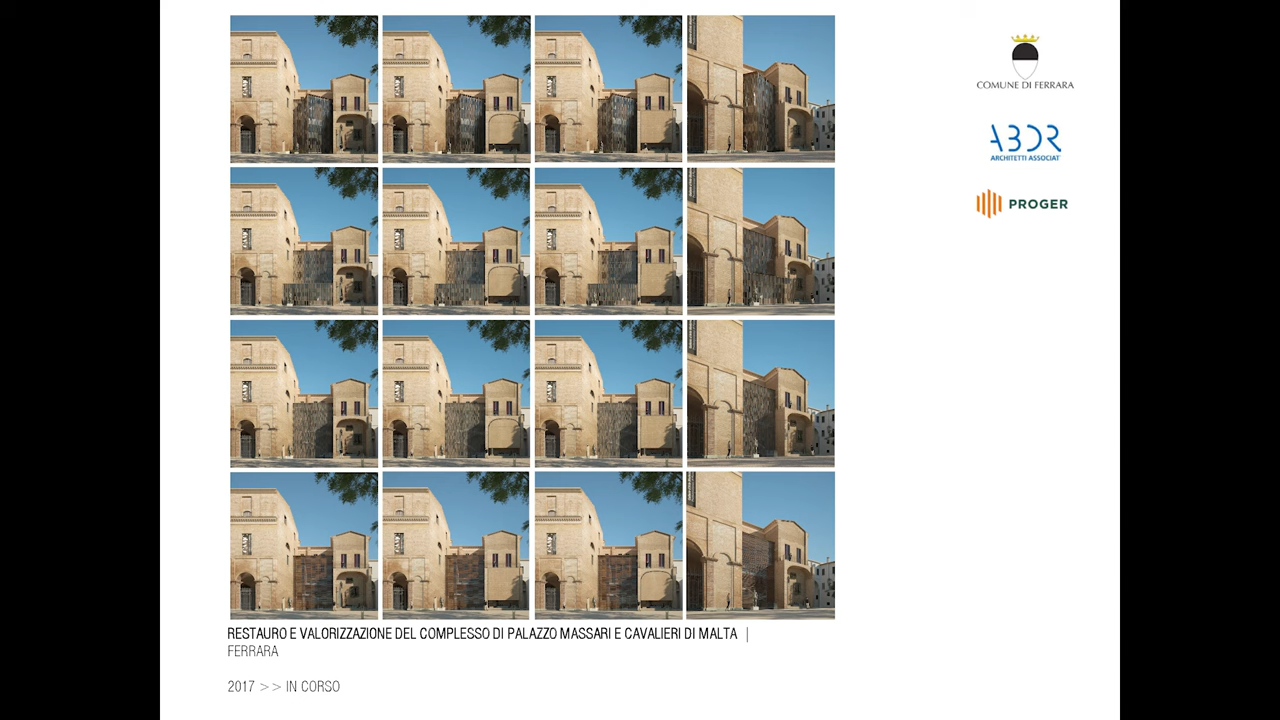 COMUNE DI FERRARA
ABDR
ARCHITETTI ASSOCIATI
PROGER
RESTAURO E VALORIZZAZIONE DEL COMPLESSO DI PALAZZO MASSARI E CAVALIERI DI MALTA |
FERRARA
2017 >> IN CORSO